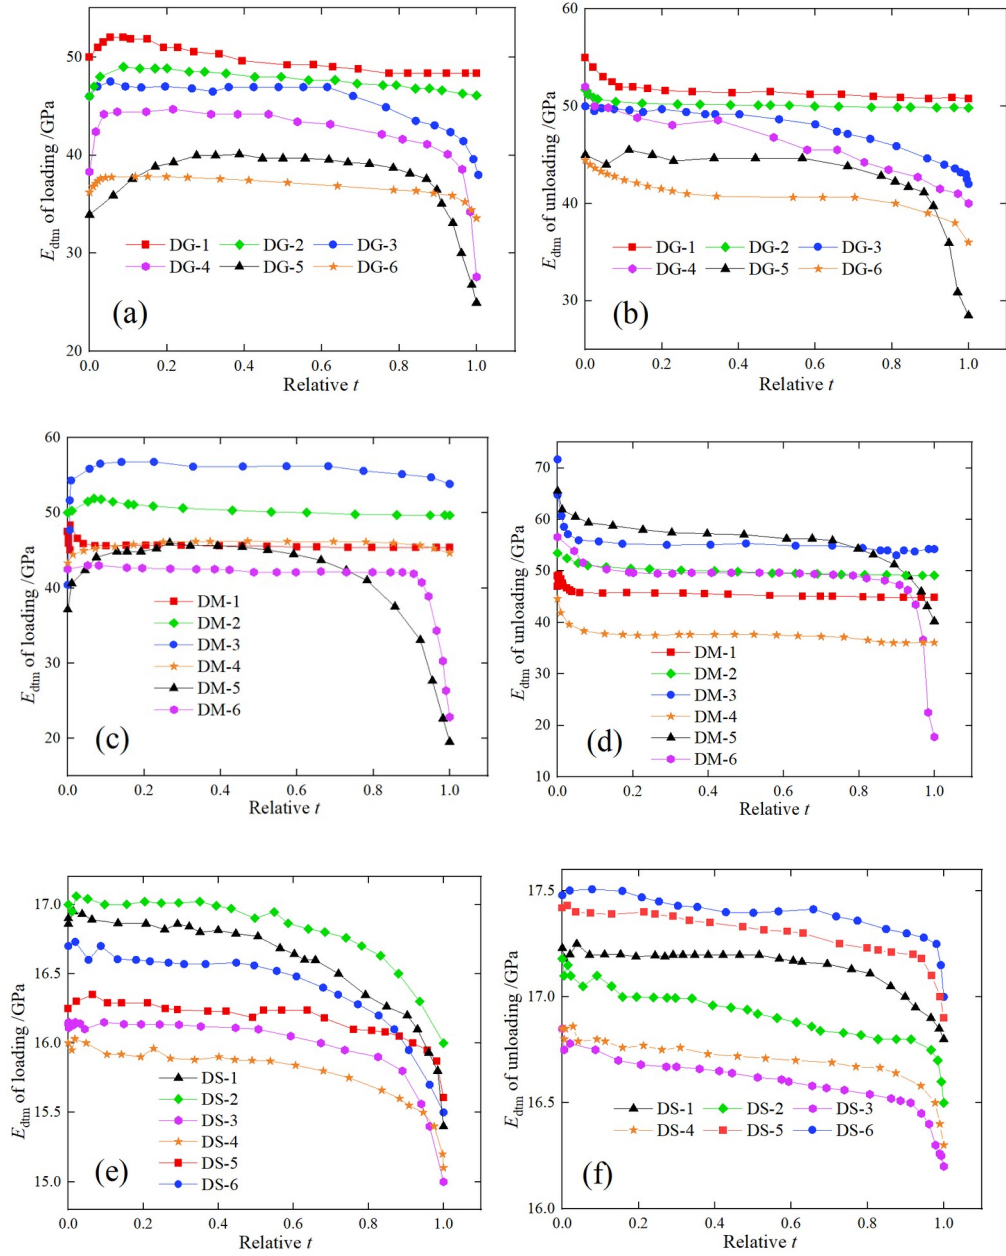 50
40
30
20
E_dtm of loading /GPa
DG-1 DG-2 DG-3
DG-4 DG-5 DG-6
(a)
0.0 0.2 0.4 0.6 0.8 1.0
Relative t
60
50
40
30
E_dtm of unloading /GPa
DG-1 DG-2 DG-3
DG-4 DG-5 DG-6
(b)
0.0 0.2 0.4 0.6 0.8 1.0
Relative t
60
50
40
30
20
E_dtm of loading /GPa
DM-1
DM-2
DM-3
DM-4
DM-5
DM-6
(c)
0.0 0.2 0.4 0.6 0.8 1.0
Relative t
70
60
50
40
30
20
10
E_dtm of unloading /GPa
DM-1
DM-2
DM-3
DM-4
DM-5
DM-6
(d)
0.0 0.2 0.4 0.6 0.8 1.0
Relative t
17.0
16.5
16.0
15.5
15.0
E_dtm of loading /GPa
DS-1
DS-2
DS-3
DS-4
DS-5
DS-6
(e)
0.0 0.2 0.4 0.6 0.8 1.0
Relative t
17.5
17.0
16.5
16.0
E_dtm of unloading /GPa
DS-1 DS-2 DS-3
DS-4 DS-5 DS-6
(f)
0.0 0.2 0.4 0.6 0.8 1.0
Relative t